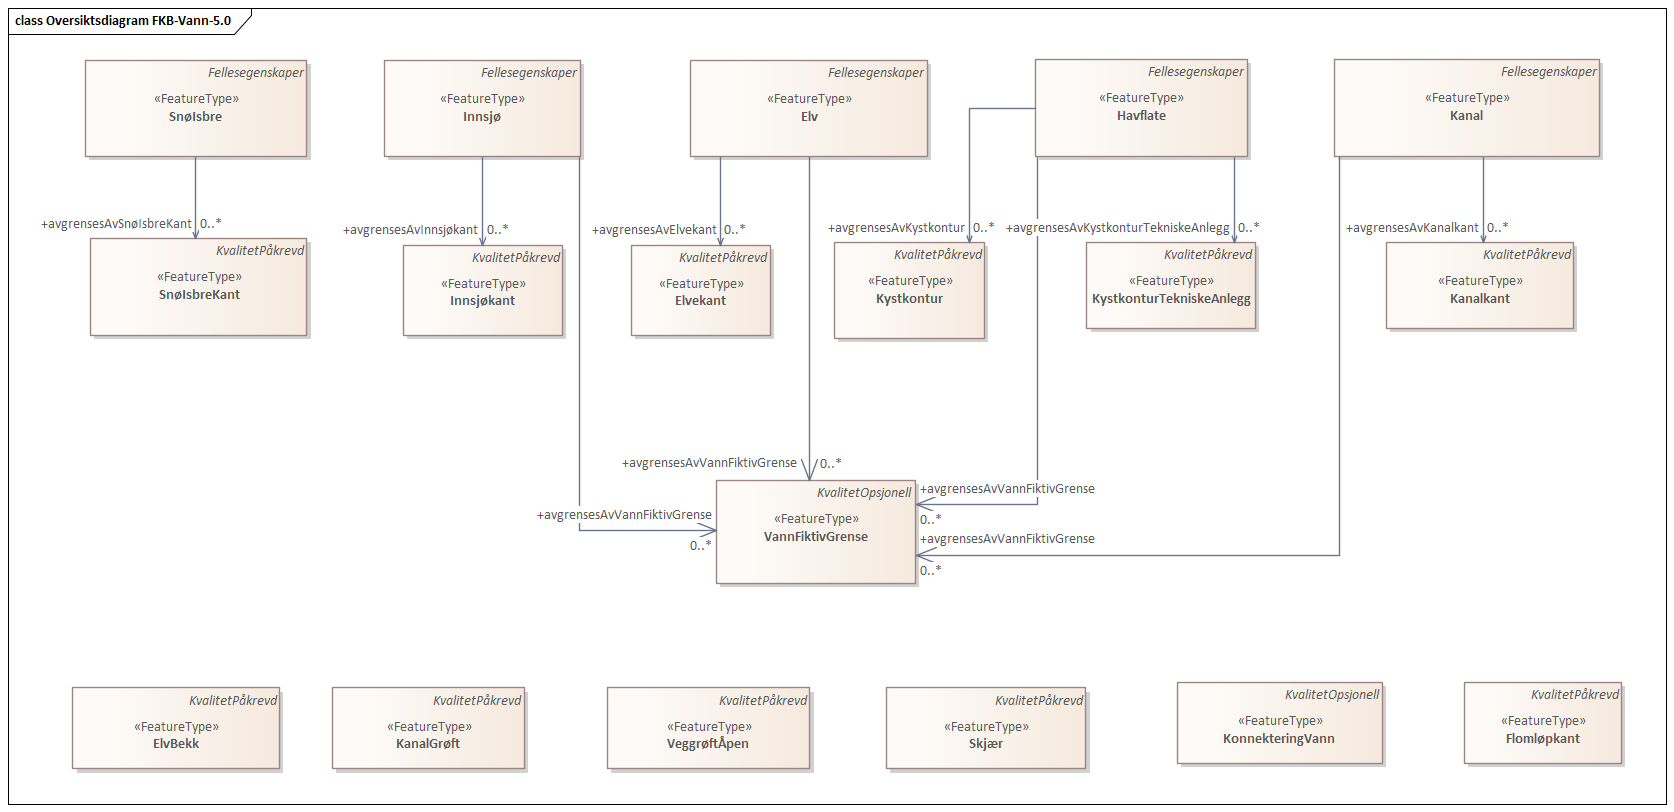 class Oversiktsdiagram FKB-Vann-5.0
Fellesegenskaper
«FeatureType»
SnøIsbre
Fellesegenskaper
«FeatureType»
Innsjø
Fellesegenskaper
«FeatureType»
Elv
Fellesegenskaper
«FeatureType»
Havflate
Fellesegenskaper
«FeatureType»
Kanal
+avgrensesAvSnøIsbreKant 0..*
+avgrensesAvInnsjøkant 0..*
+avgrensesAvElvekant 0..*
+avgrensesAvKystkontur 0..*
+avgrensesAvKystkonturTekniskeAnlegg 0..*
+avgrensesAvKanalkant 0..*
KvalitetPåkrevd
«FeatureType»
SnøIsbreKant
KvalitetPåkrevd
«FeatureType»
Innsjøkant
KvalitetPåkrevd
«FeatureType»
Elvekant
KvalitetPåkrevd
«FeatureType»
Kystkontur
KvalitetPåkrevd
«FeatureType»
KystkonturTekniskeAnlegg
KvalitetPåkrevd
«FeatureType»
Kanalkant
+avgrensesAvVannFiktivGrense 0..*
+avgrensesAvVannFiktivGrense
0..*
KvalitetOpsjonell
«FeatureType»
VannFiktivGrense
+avgrensesAvVannFiktivGrense
0..*
+avgrensesAvVannFiktivGrense
0..*
KvalitetPåkrevd
«FeatureType»
ElvBekk
KvalitetPåkrevd
«FeatureType»
KanalGrøft
KvalitetPåkrevd
«FeatureType»
VeggrøftÅpen
KvalitetPåkrevd
«FeatureType»
Skjær
KvalitetOpsjonell
«FeatureType»
KonnekteringVann
KvalitetPåkrevd
«FeatureType»
Flomløpkant